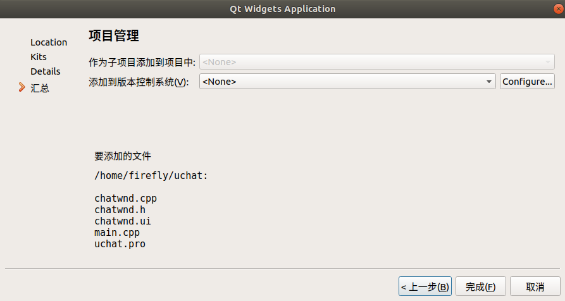 Qt Widgets Application
Location
Kits
Details
汇总
项目管理
作为子项目添加到项目中: <None>
添加到版本控制系统(V): <None> Configure...
要添加的文件
/home/firefly/uchat:
chatwnd.cpp
chatwnd.h
chatwnd.ui
main.cpp
uchat.pro
< 上一步(B) 完成(F) 取消